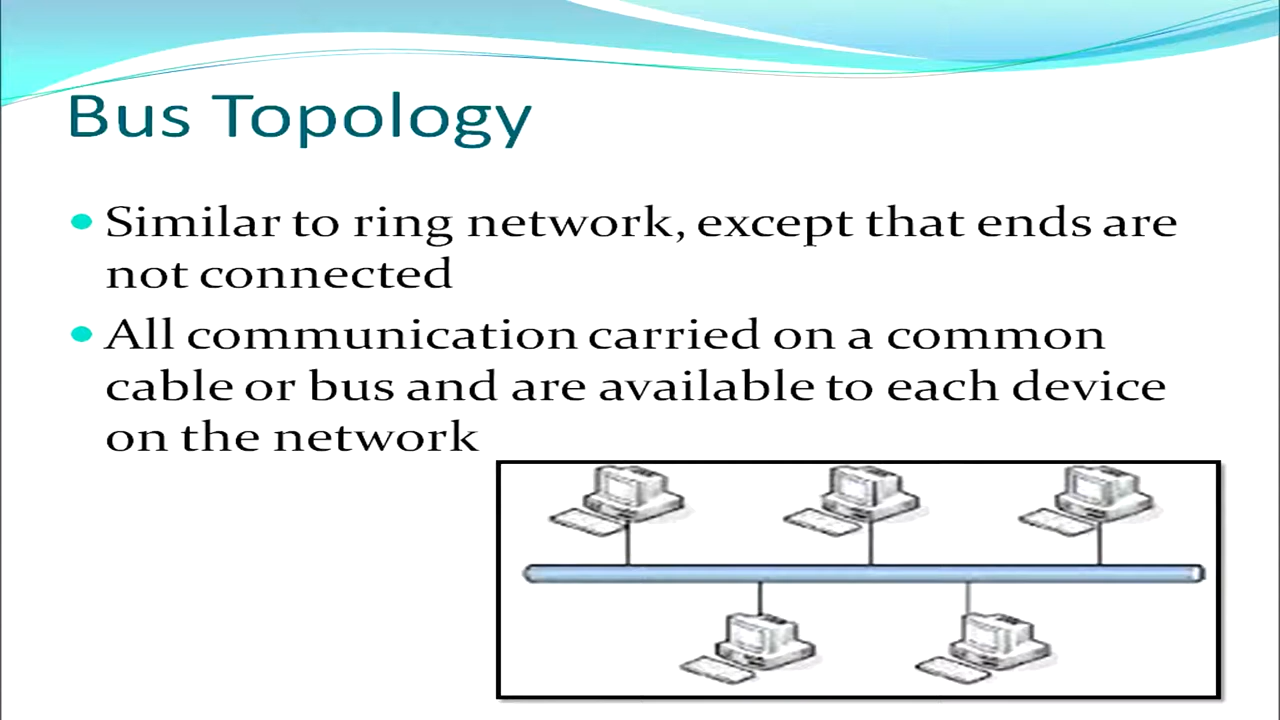 Bus Topology
Similar to ring network, except that ends are
not connected
All communication carried on a common
cable or bus and are available to each device
on the network